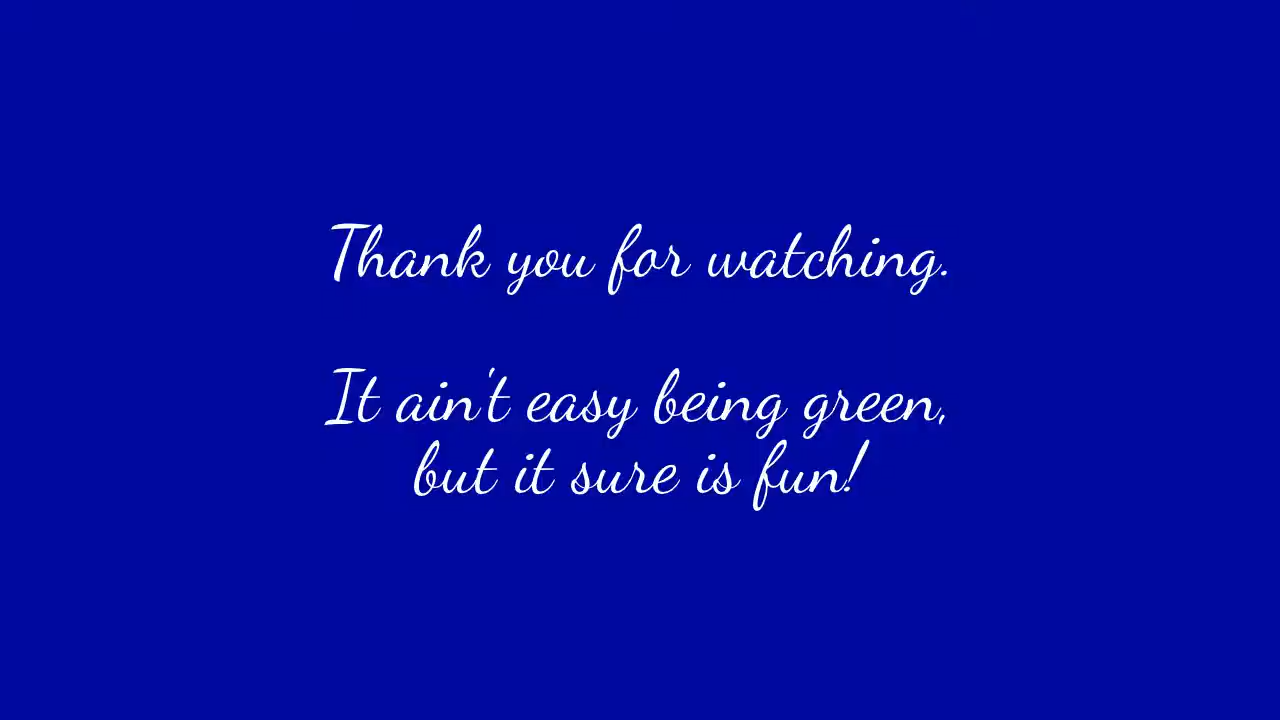 Thank you for watching.
It ain't easy being green,
but it sure is fun!